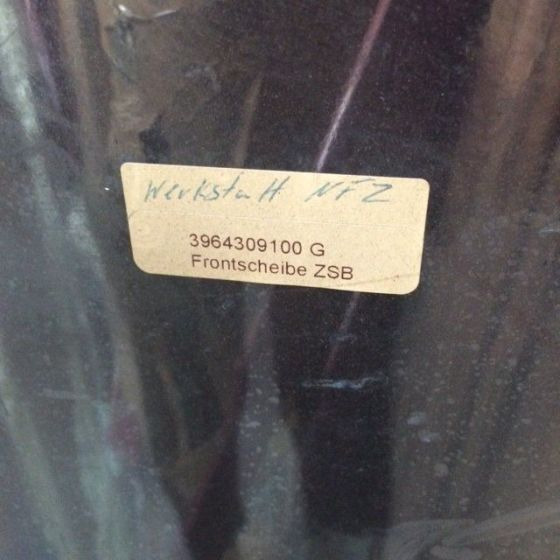 Werkstatt NFZ
3964309100 G
Frontscheibe ZSB